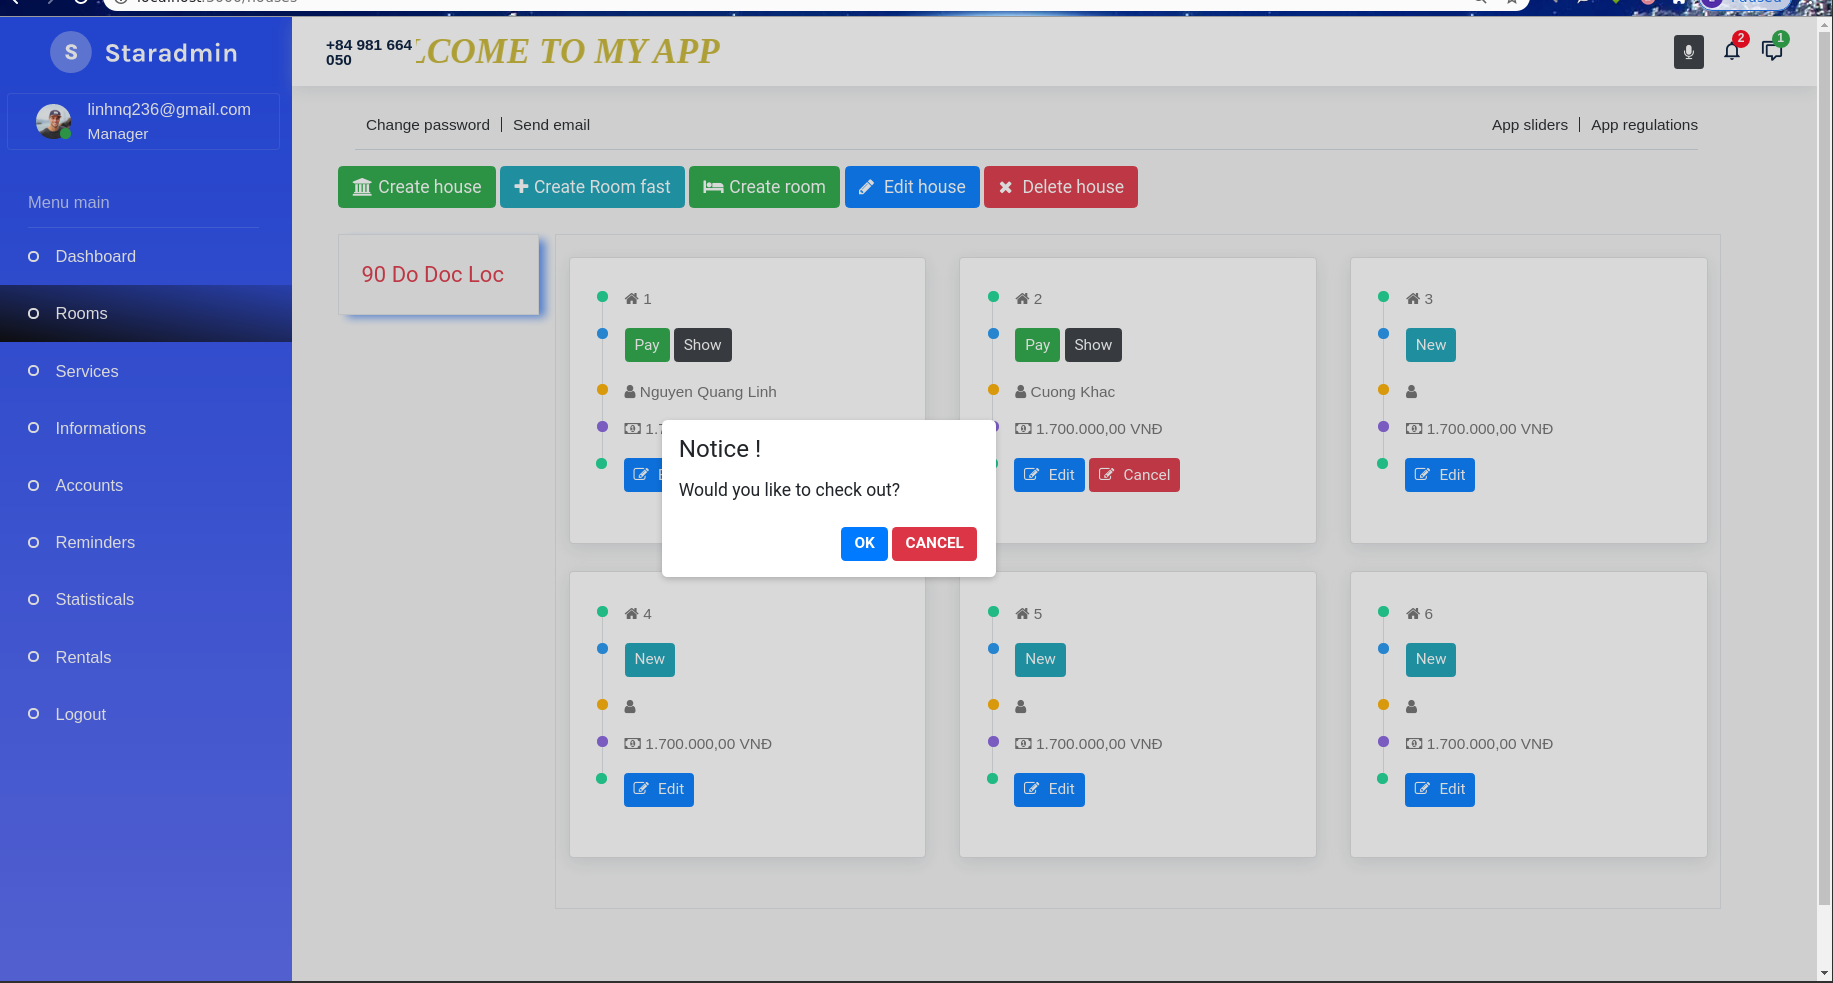 S Staradmin
linhnq236@gmail.com
Manager
Menu main
Dashboard
Rooms
Services
Informations
Accounts
Reminders
Statisticals
Rentals
Logout
+84 981 664
050
COME TO MY APP
2
1
Change password
Send email
App sliders
App regulations
Create house
Create Room fast
Create room
Edit house
Delete house
90 Do Doc Loc
1
Pay Show
Nguyen Quang Linh
2
Pay Show
Cuong Khac
1.700.000,00 VNĐ
Edit Cancel
3
New
1.700.000,00 VNĐ
Edit
Notice !
Would you like to check out?
OK CANCEL
4
New
1.700.000,00 VNĐ
Edit
5
New
1.700.000,00 VNĐ
Edit
6
New
1.700.000,00 VNĐ
Edit